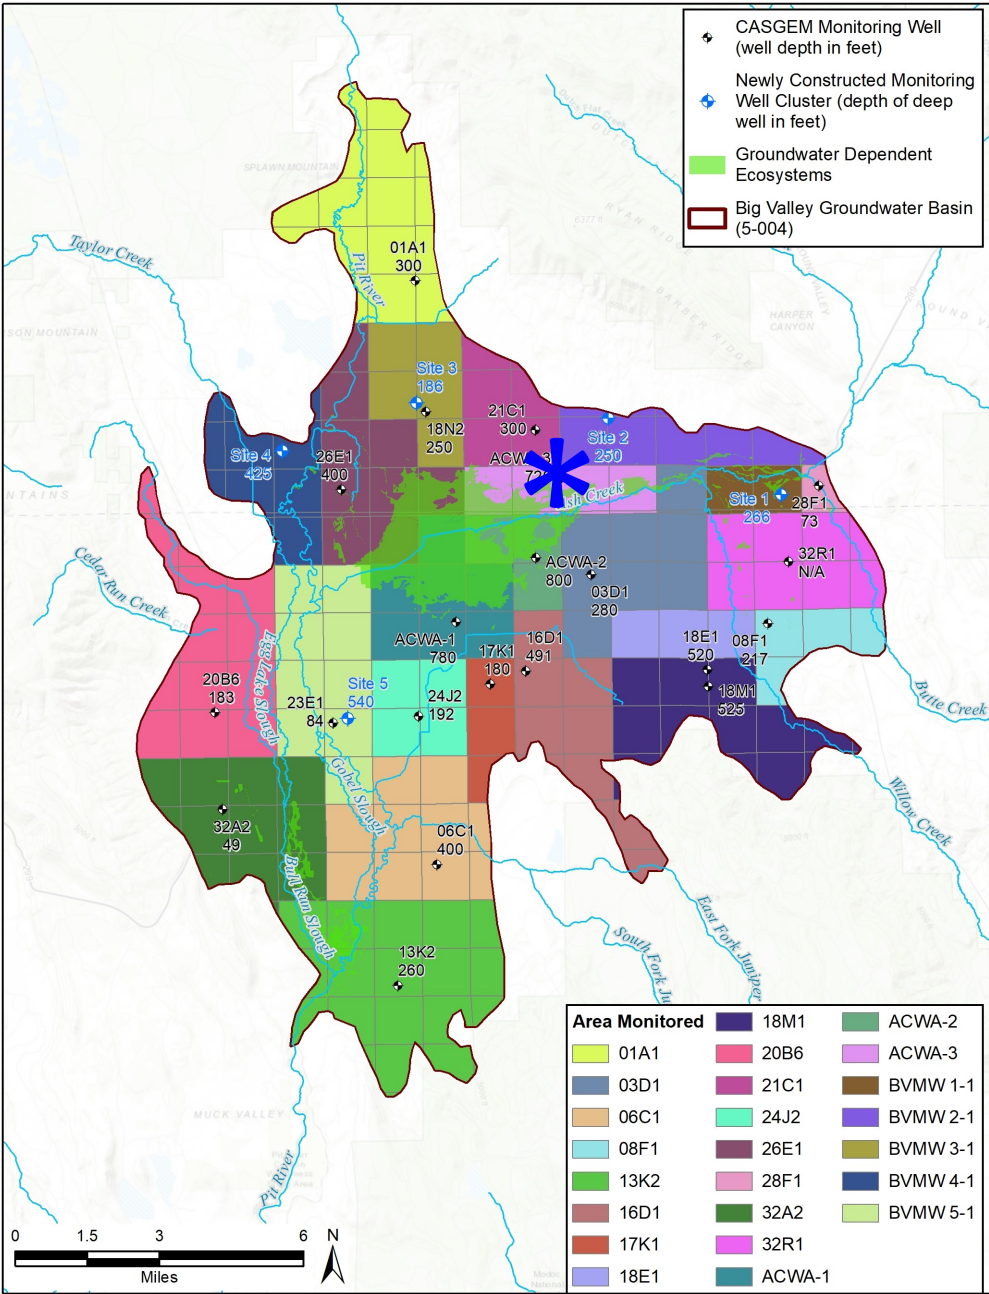 CASGEM Monitoring Well
(well depth in feet)
Newly Constructed Monitoring
Well Cluster (depth of deep
well in feet)
Groundwater Dependent
Ecosystems
Big Valley Groundwater Basin
(5-004)
SPLAWN MOUNTAIN
6377 ft
HARPER
CANYON
Taylor Creek
01A1
300
Pit River
Site 3
186
18N2
250
21C1
300
Site 2
250
Site 4
425
26E1
400
Site 1
266
28F1
73
32R1
N/A
ACWA-2
800
03D1
280
Cedar Run Creek
ACWA-1
780
16D1
491
17K1
180
18E1
520
08F1
217
18M1
525
20B6
183
Egg Lake Slough
23E1
84
Site 5
540
24J2
192
Butte Creek
Gobel Slough
Willow Creek
32A2
49
06C1
400
Bull Run Slough
East Fork Juniper
South Fork Ju
13K2
260
MUCK VALLEY
Pit River
0 1.5 3 6
Miles
N
Area Monitored
01A1
03D1
06C1
08F1
13K2
16D1
17K1
18E1
18M1
20B6
21C1
24J2
26E1
28F1
32A2
32R1
ACWA-1
ACWA-2
ACWA-3
BVMW 1-1
BVMW 2-1
BVMW 3-1
BVMW 4-1
BVMW 5-1